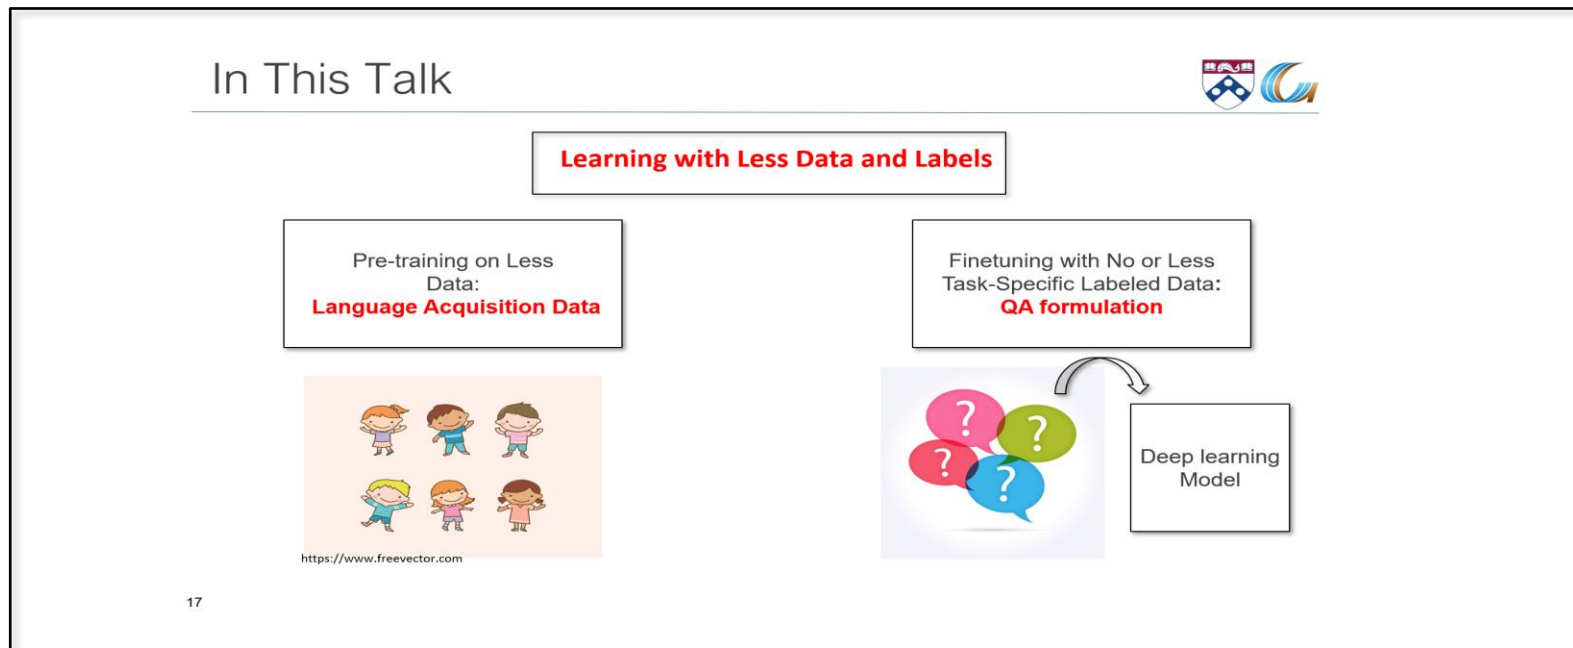 In This Talk
Learning with Less Data and Labels
Pre-training on Less
Data:
Language Acquisition Data
Finetuning with No or Less
Task-Specific Labeled Data:
QA formulation
?
?
?
?
Deep learning
Model
https://www.freevector.com
17